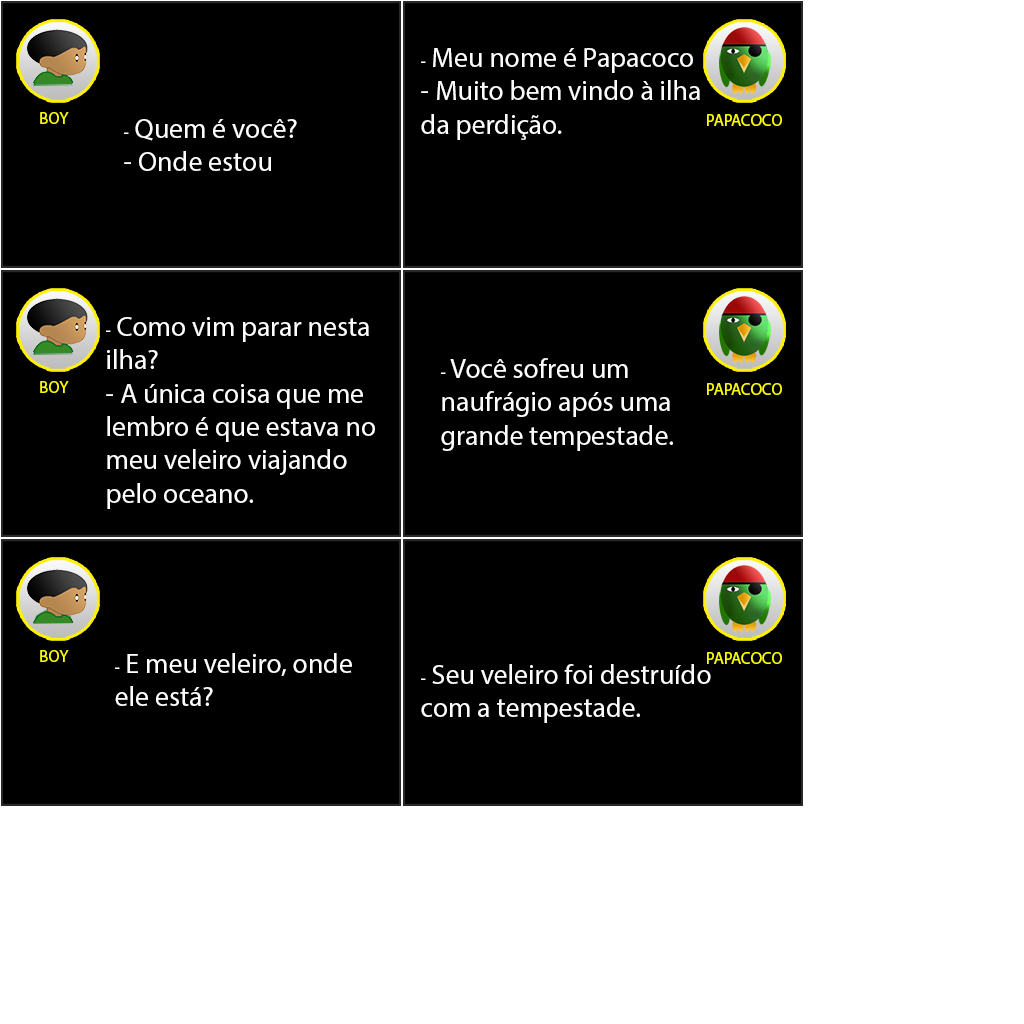 BOY
- Quem é você?
- Onde estou
- Meu nome é Papacoco
- Muito bem vindo à ilha
da perdição.
PAPACOCO
- Como vim parar nesta
ilha?
- A única coisa que me
lembro é que estava no
meu veleiro viajando
pelo oceano.
BOY
- Você sofreu um
naufrágio após uma
grande tempestade.
PAPACOCO
BOY
- E meu veleiro, onde
ele está?
PAPACOCO
- Seu veleiro foi destruído
com a tempestade.